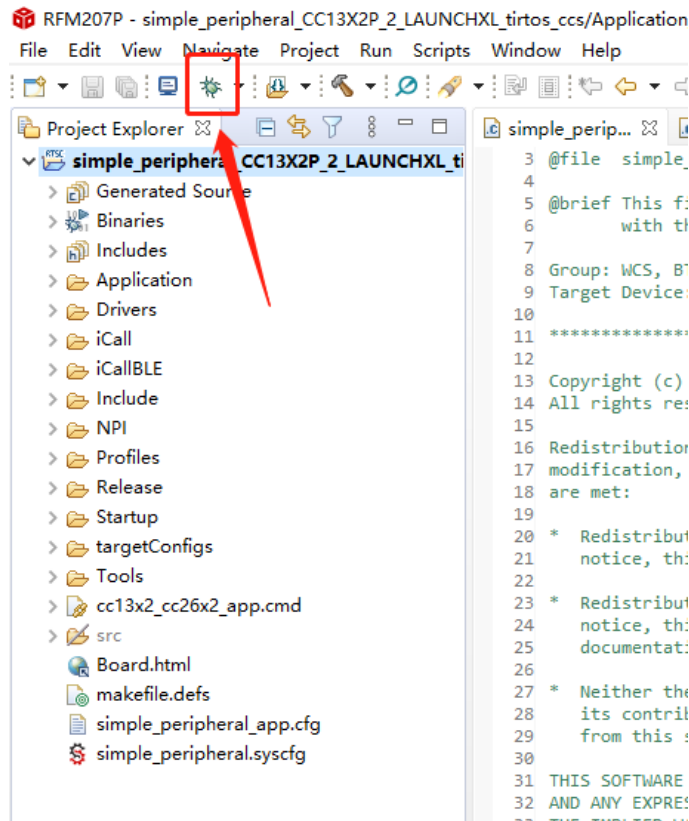 RFM207P - simple_peripheral_CC13X2P_2_LAUNCHXL_tirtos_ccs/Application
File Edit View Navigate Project Run Scripts Window Help
Project Explorer
simple_perip...
simple_peripheral_CC13X2P_2_LAUNCHXL_ti
Generated Source
Binaries
Includes
Application
Drivers
iCall
iCallBLE
Include
NPI
Profiles
Release
Startup
targetConfigs
Tools
cc13x2_cc26x2_app.cmd
src
Board.html
makefile.defs
simple_peripheral_app.cfg
simple_peripheral.syscfg
3 @file simple_
4
5 @brief This fi
6 with th
7
8 Group: WCS, BT
9 Target Device:
10
11 **************
12
13 Copyright (c)
14 All rights res
15
16 Redistribution
17 modification,
18 are met:
19
20 * Redistribut
21 notice, thi
22
23 * Redistribut
24 notice, thi
25 documentati
26
27 * Neither the
28 its contrib
29 from this s
30
31 THIS SOFTWARE
32 AND ANY EXPRES